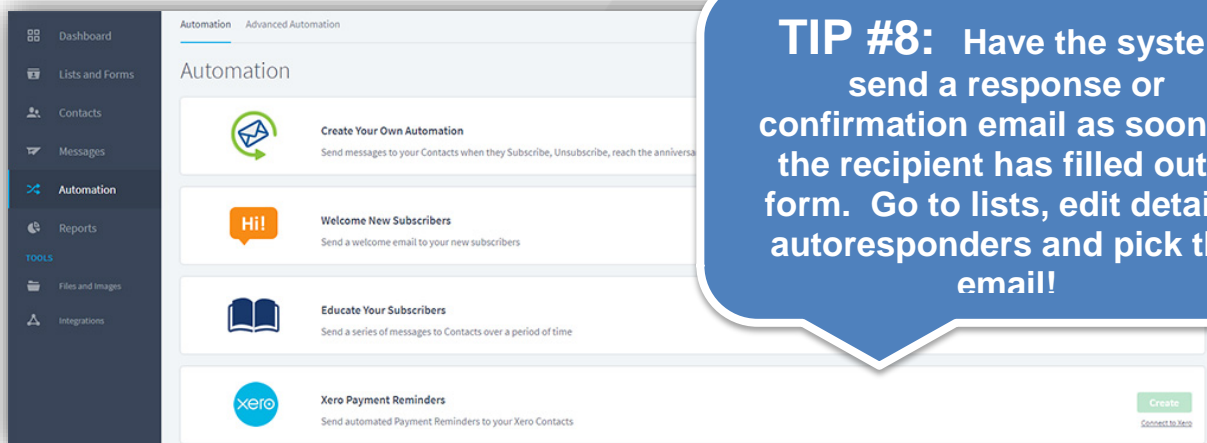 Dashboard
Lists and Forms
Contacts
Messages
Automation
Reports
TOOLS
Files and Images
Integrations
Automation Advanced Automation
Automation
Create Your Own Automation
Send messages to your Contacts when they Subscribe, Unsubscribe, reach the
Hi!
Welcome New Subscribers
Send a welcome email to your new subscribers
Educate Your Subscribers
Send a series of messages to Contacts over a period of time
xero
Xero Payment Reminders
Send automated Payment Reminders to your Xero Contacts
Create
Connect to Xero
TIP #8: Have the
send a response or
confirmation email as soon
the recipient has filled out
form. Go to lists, edit
autoresponders and pick
email!